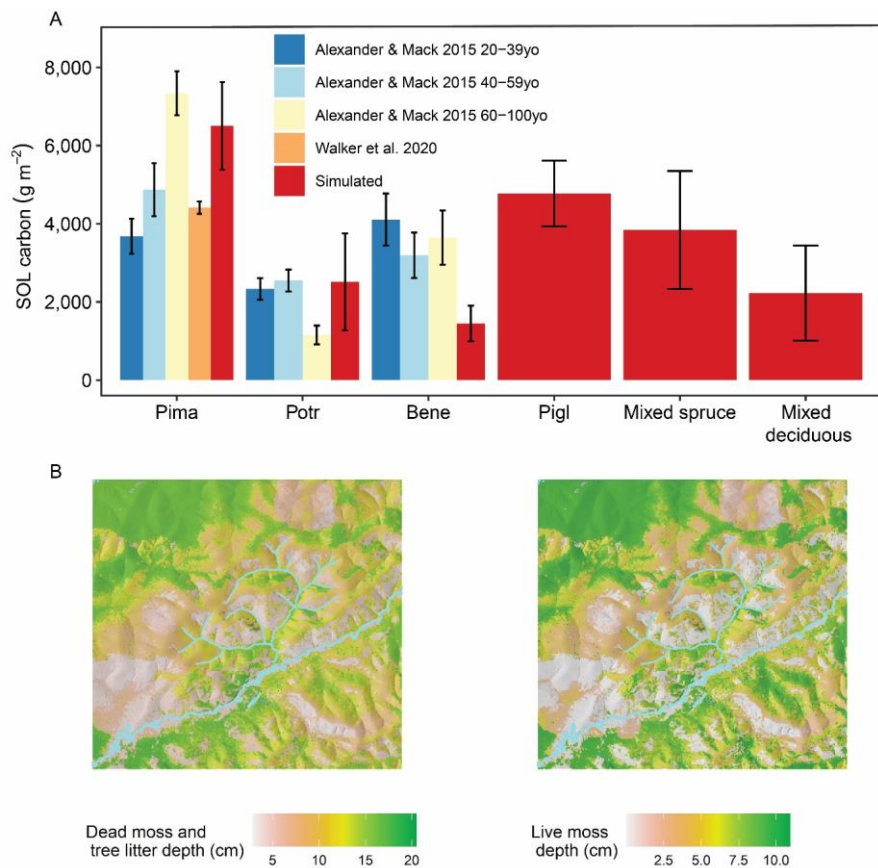 A
SOL carbon (g m⁻²)
8,000
6,000
4,000
2,000
0
Alexander & Mack 2015 20-39yo
Alexander & Mack 2015 40-59yo
Alexander & Mack 2015 60-100yo
Walker et al. 2020
Simulated
Pima Potr Bene Pigl Mixed spruce Mixed
deciduous
B
Dead moss and
tree litter depth (cm)
5 10 15 20
Live moss
depth (cm)
2.5 5.0 7.5 10.0